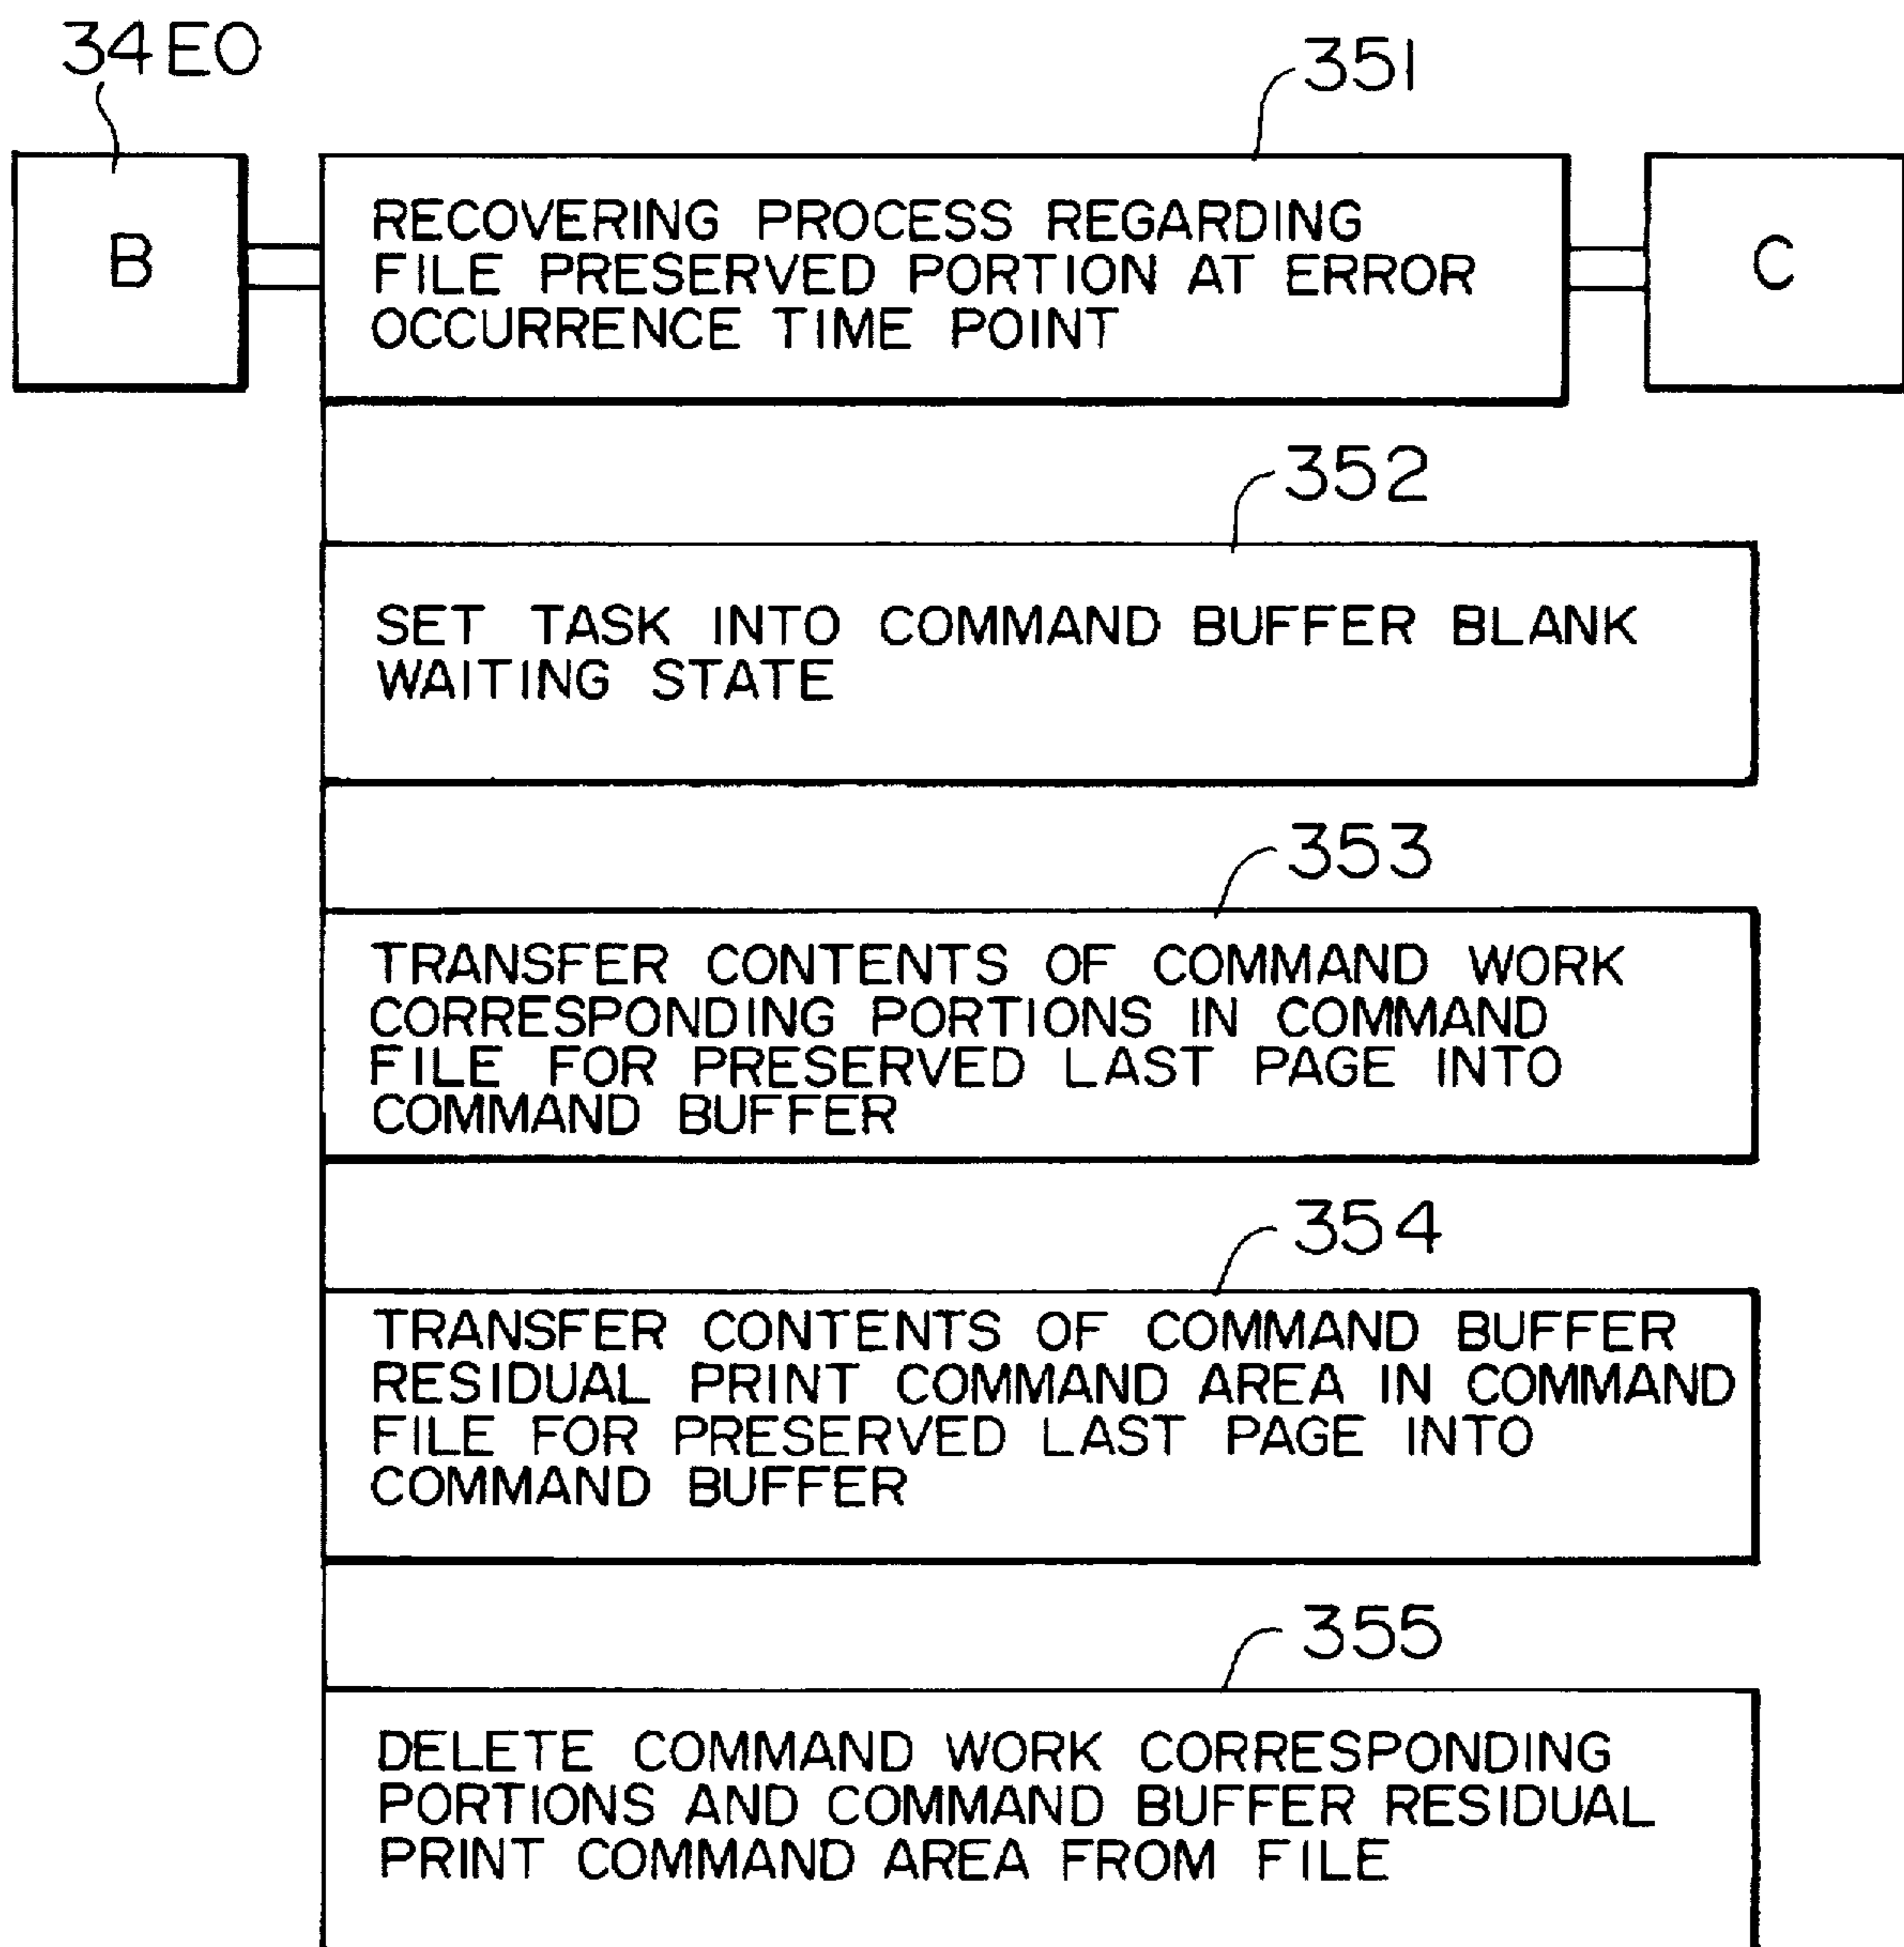 34E0
351
B
RECOVERING PROCESS REGARDING
FILE PRESERVED PORTION AT ERROR
OCCURRENCE TIME POINT
C
352
SET TASK INTO COMMAND BUFFER BLANK
WAITING STATE
353
TRANSFER CONTENTS OF COMMAND WORK
CORRESPONDING PORTIONS IN COMMAND
FILE FOR PRESERVED LAST PAGE INTO
COMMAND BUFFER
354
TRANSFER CONTENTS OF COMMAND BUFFER
RESIDUAL PRINT COMMAND AREA IN COMMAND
FILE FOR PRESERVED LAST PAGE INTO
COMMAND BUFFER
355
DELETE COMMAND WORK CORRESPONDING
PORTIONS AND COMMAND BUFFER RESIDUAL
PRINT COMMAND AREA FROM FILE